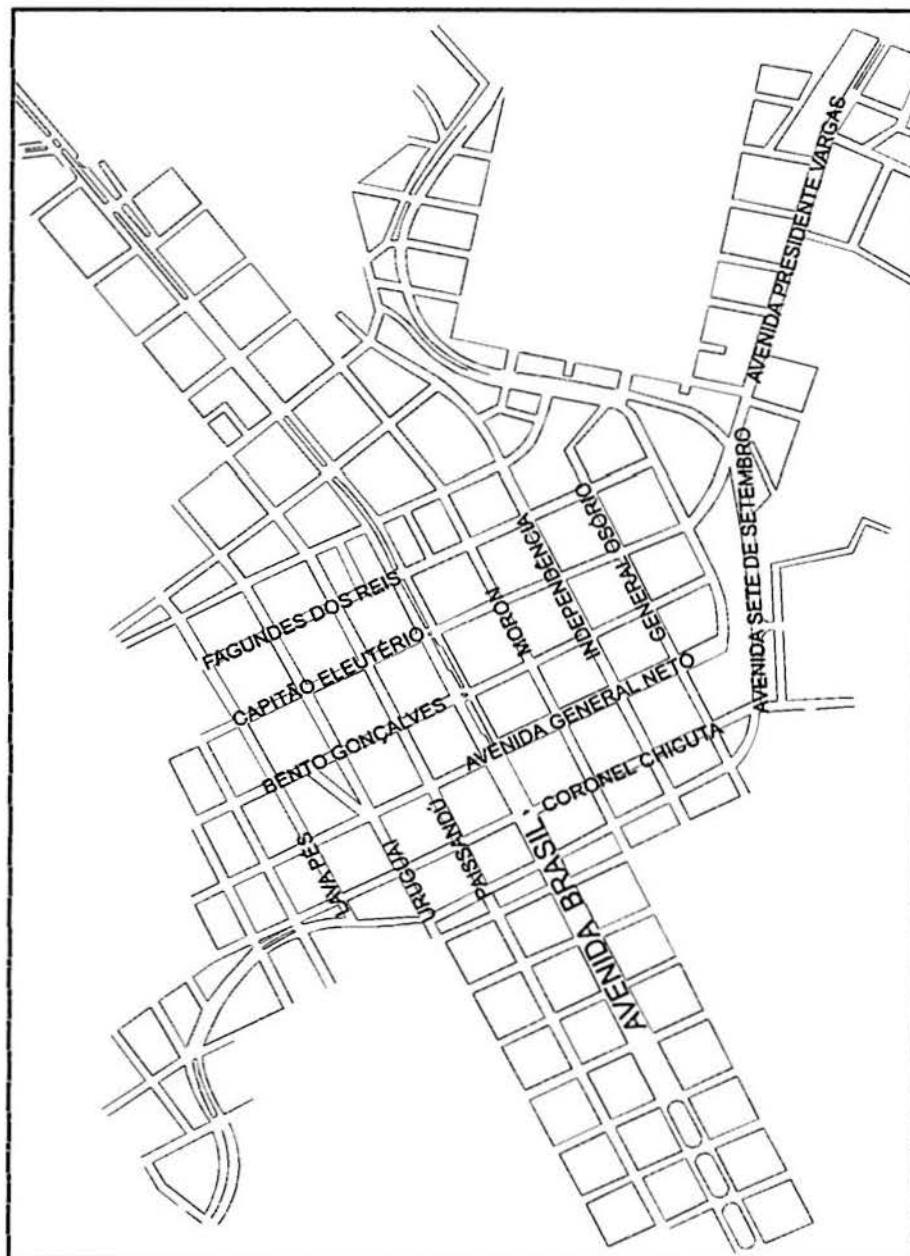 AVENIDA PRESIDENTE VARGAS
AVENIDA SETE DE SETEMBRO
FAGUNDES DOS REIS
CAPITÃO ELEUTÉRIO
BENTO GONÇALVES
MORON
INDEPENDÊNCIA
GENERAL OSÓRIO
AVENIDA GENERAL NETO
CORONEL CHICUTA
LAVA PÉS
URUGUAI
PAISSANDÚ
AVENIDA BRASIL